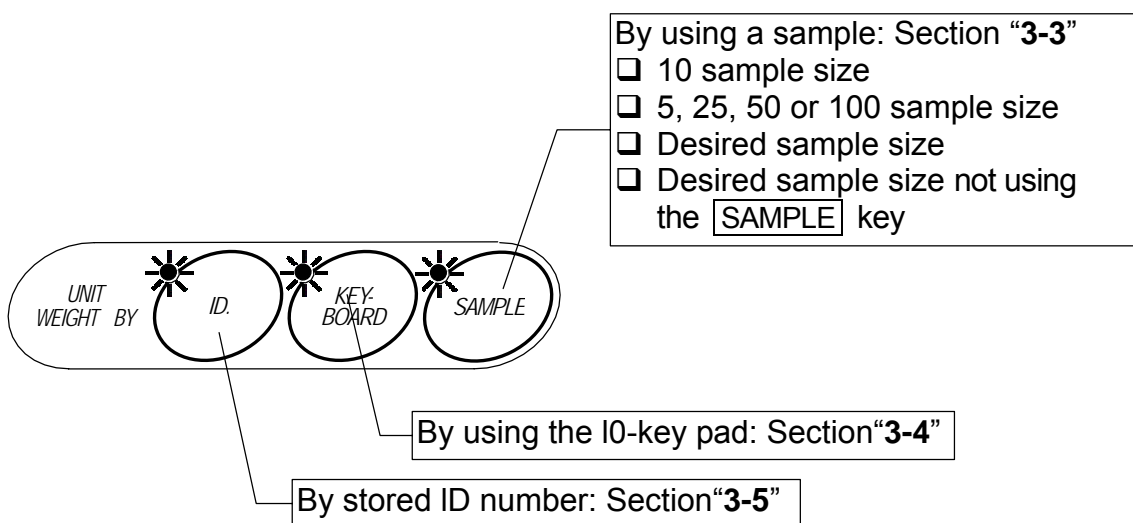 By using a sample: Section “3-3”
❑ 10 sample size
❑ 5, 25, 50 or 100 sample size
❑ Desired sample size
❑ Desired sample size not using
the SAMPLE key
UNIT
WEIGHT BY
ID.
KEY-
BOARD
SAMPLE
By using the l0-key pad: Section“3-4”
By stored ID number: Section“3-5”